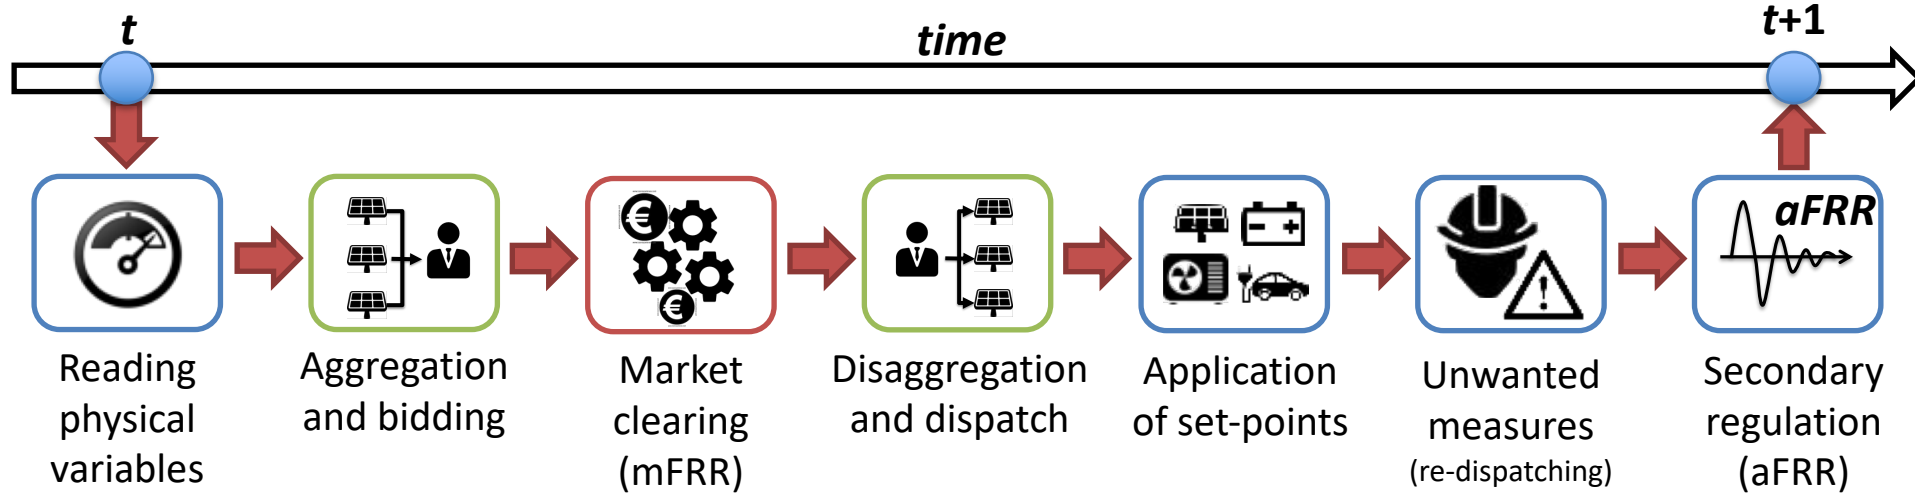 t
time
t+1
aFRR
Reading
physical
variables
Aggregation
and bidding
Market
clearing
(mFRR)
Disaggregation
and dispatch
Application
of set-points
Unwanted
measures
(re-dispatching)
Secondary
regulation
(aFRR)